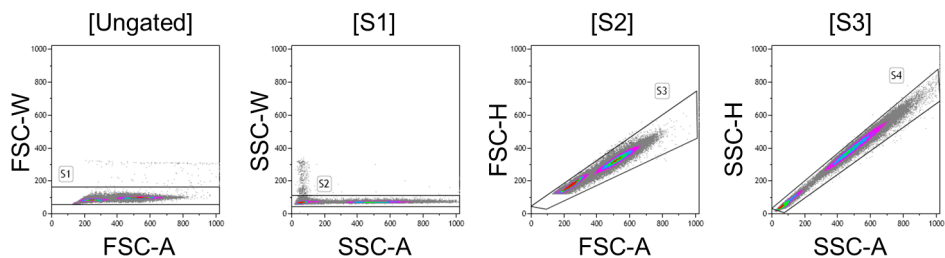 [Ungated]
[S1]
[S2]
[S3]
FSC-W
1000
800
600
400
200
0
S1
0 200 400 600 800 1000
FSC-A
SSC-W
1000
800
600
400
200
0
S2
0 200 400 600 800 1000
SSC-A
FSC-H
1000
800
600
400
200
0
S3
0 200 400 600 800 1000
FSC-A
SSC-H
1000
800
600
400
200
0
S4
0 200 400 600 800 1000
SSC-A